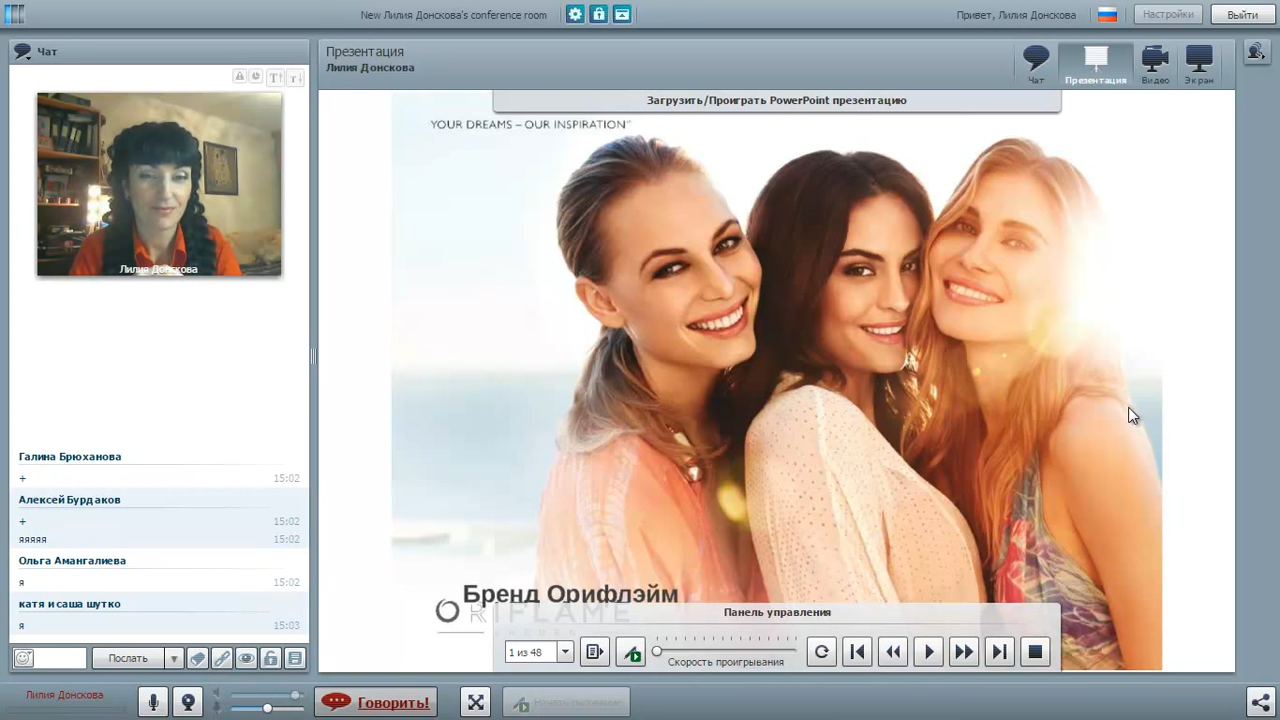 New Лилия Донскова's conference room
Привет, Лилия Донскова
Настройки
Выйти
Чат
Лилия Донскова
Галина Брюханова
+ 15:02
Алексей Бурдаков
+ 15:02
яяяяя 15:02
Ольга Амангалиева
я 15:02
катя и саша шутко
я 15:03
Послать
Презентация
Лилия Донскова
Чат
Презентация
Видео
Экран
Загрузить/Проиграть PowerPoint презентацию
YOUR DREAMS – OUR INSPIRATION™
Бренд Орифлэйм
ORIFLAME
Панель управления
1 из 48
Скорость проигрывания
Лилия Донскова
Говорить!